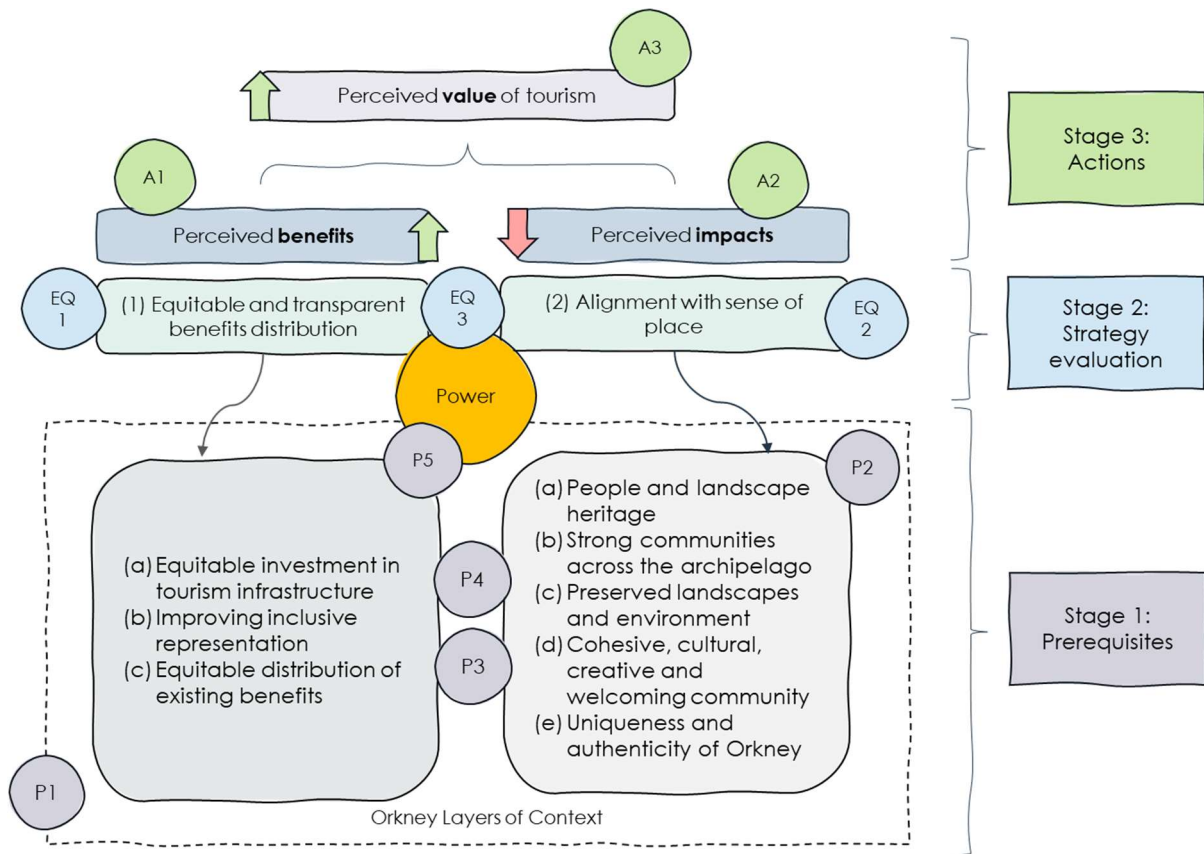 A3
Perceived value of tourism
Stage 3:
Actions
A1
A2
Perceived benefits
Perceived impacts
EQ
1
(1) Equitable and transparent
benefits distribution
EQ
3
(2) Alignment with sense of
place
EQ
2
Stage 2:
Strategy
evaluation
Power
P5
P2
(a) Equitable investment in
tourism infrastructure
(b) Improving inclusive
representation
(c) Equitable distribution of
existing benefits
P4
P3
(a) People and landscape
heritage
(b) Strong communities
across the archipelago
(c) Preserved landscapes
and environment
(d) Cohesive, cultural,
creative and
welcoming community
(e) Uniqueness and
authenticity of Orkney
Stage 1:
Prerequisites
P1
Orkney Layers of Context